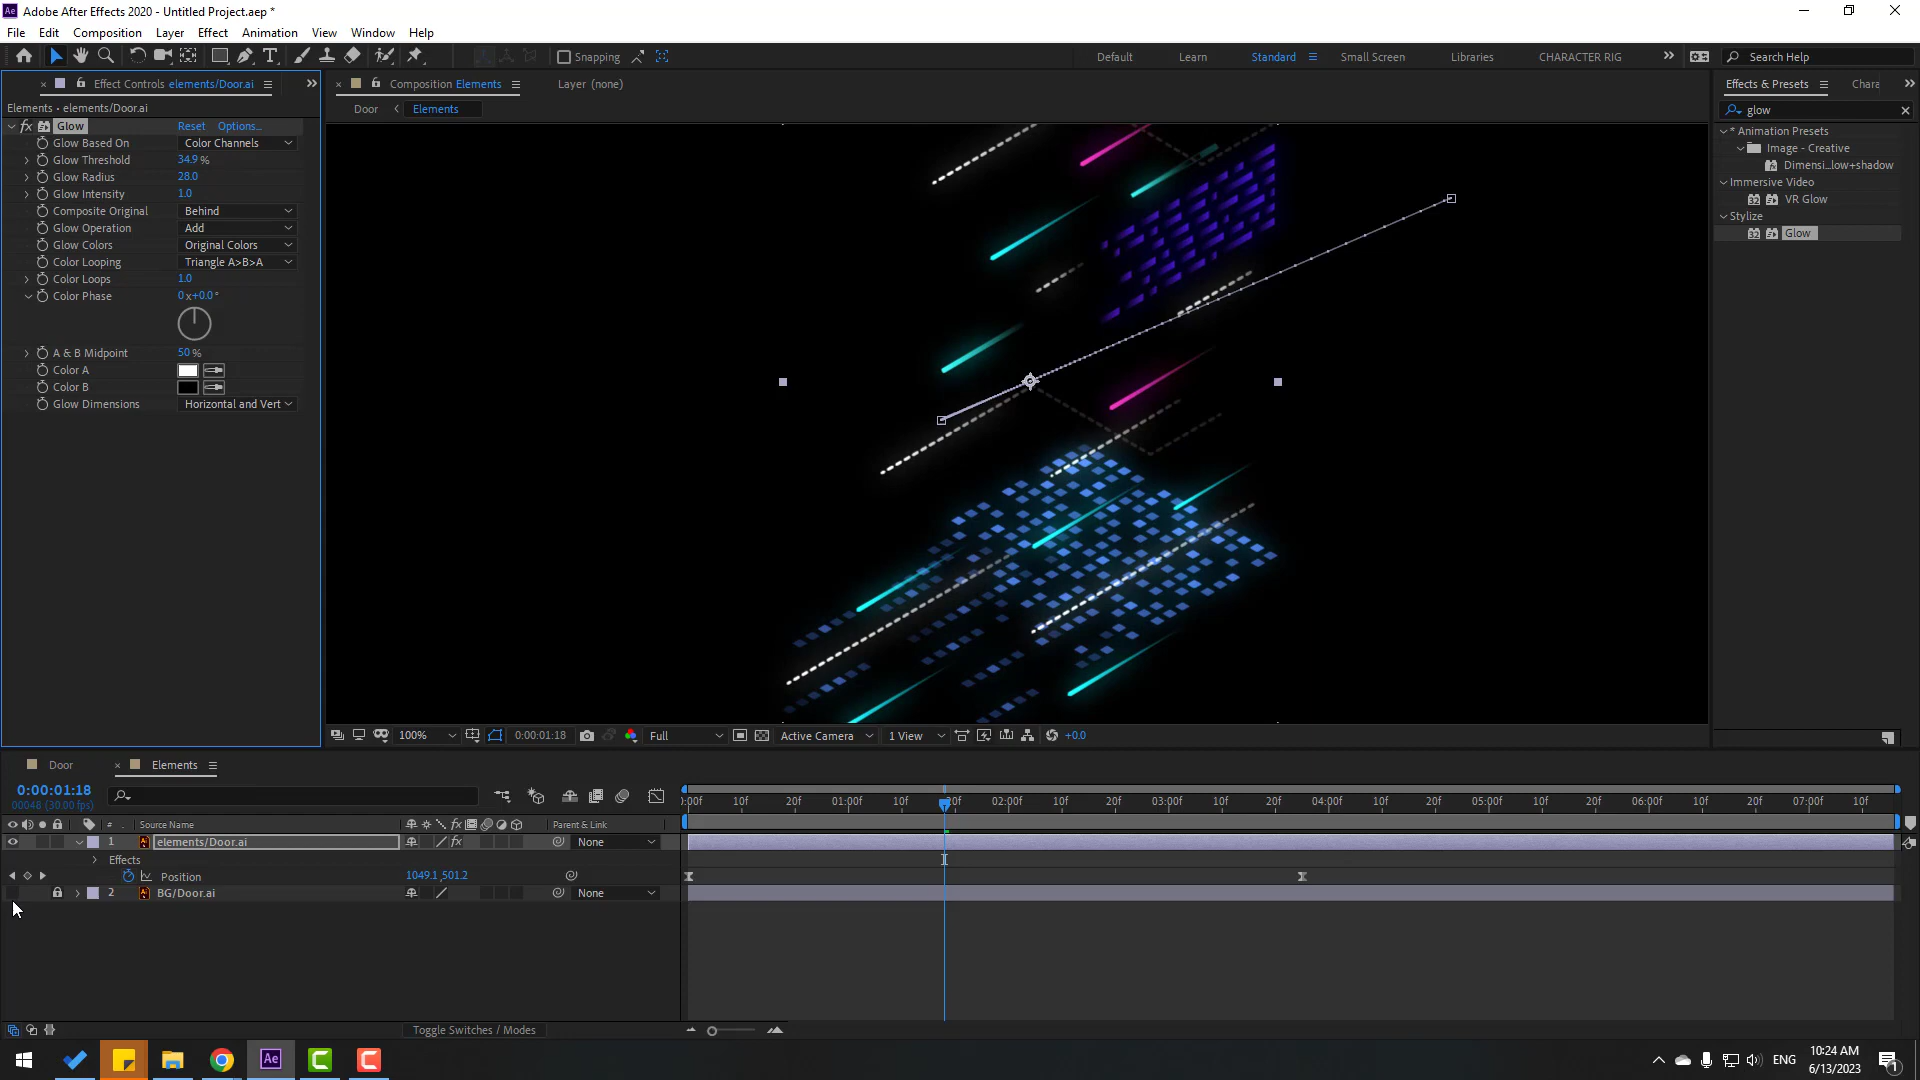 Adobe After Effects 2020 - Untitled Project.aep *
File Edit Composition Layer Effect Animation View Window Help
Snapping
Default Learn Standard Small Screen Libraries CHARACTER RIG
Search Help
Effect Controls elements/Door.ai
Composition Elements
Layer (none)
Effects & Presets
Chara
Elements • elements/Door.ai
Door
Elements
glow
fx Glow Reset Options...
Glow Based On Color Channels
Glow Threshold 34.9 %
Glow Radius 28.0
Glow Intensity 1.0
Composite Original Behind
Glow Operation Add
Glow Colors Original Colors
Color Looping Triangle A>B>A
Color Loops 1.0
Color Phase 0 x+0.0 °
A & B Midpoint 50 %
Color A
Color B
Glow Dimensions Horizontal and Vert
* Animation Presets
Image - Creative
Dimensi...low+shadow
Immersive Video
VR Glow
Stylize
Glow
100%
0:00:01:18
Full
Active Camera
1 View
+0.0
Door
Elements
0:00:01:18
00048 (30.00 fps)
:00f 10f 20f 01:00f 10f 20f 02:00f 10f 20f 03:00f 10f 20f 04:00f 10f 20f 05:00f 10f 20f 06:00f 10f 20f 07:00f 10f
# Source Name fx Parent & Link
1 elements/Door.ai fx None
Effects
Position 1049.1,501.2
2 BG/Door.ai None
Toggle Switches / Modes
ENG
10:24 AM
6/13/2023
1